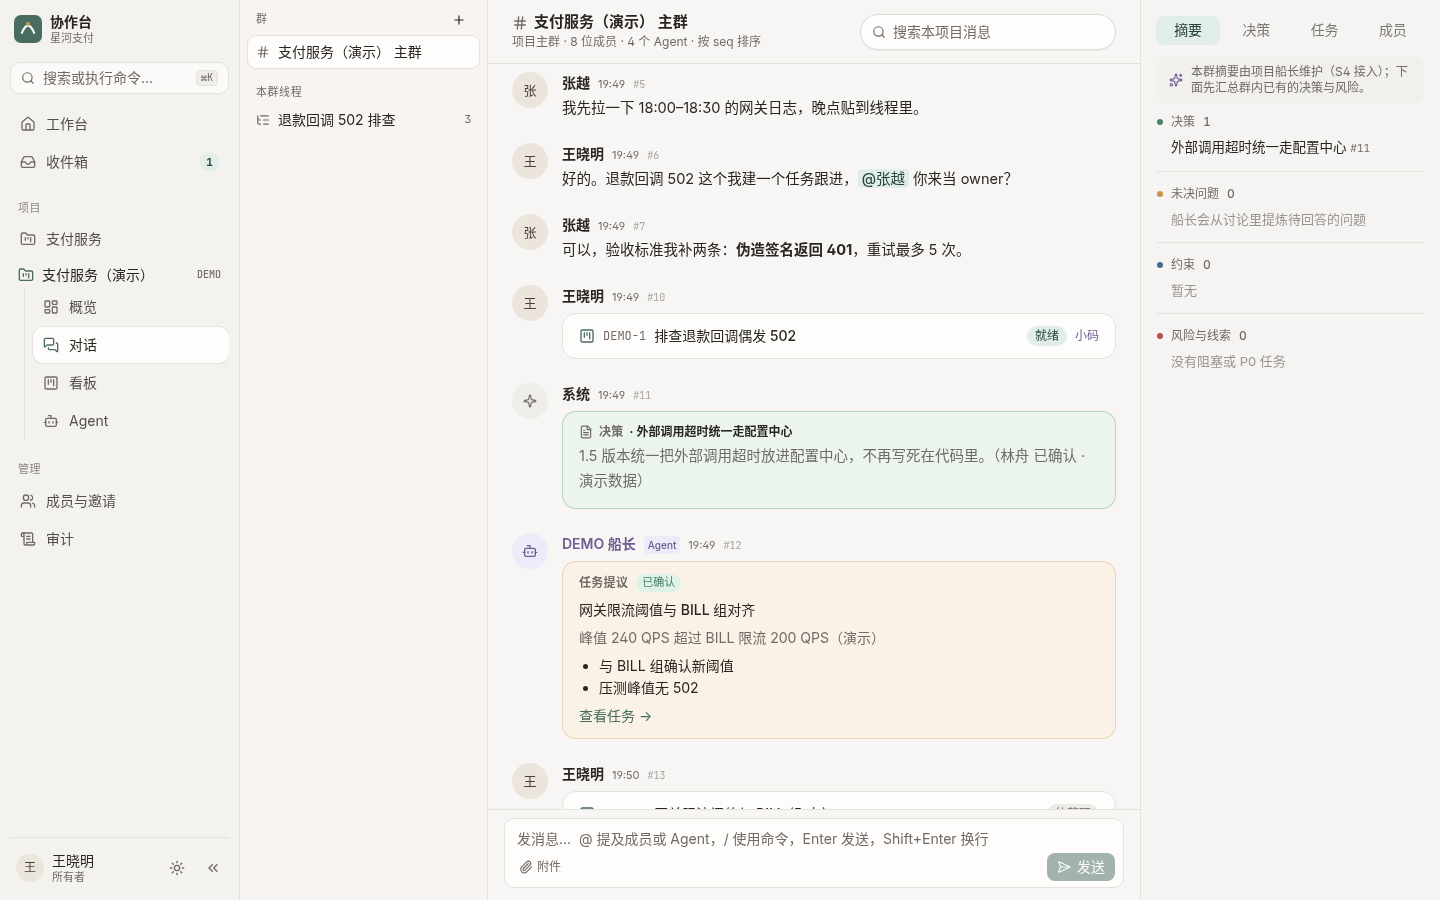 协作台
星河支付
搜索或执行命令... ⌘K
工作台
收件箱 1
项目
支付服务
支付服务（演示） DEMO
概览
对话
看板
Agent
管理
成员与邀请
审计
王
王晓明
所有者
群
# 支付服务（演示） 主群
本群线程
退款回调 502 排查 3
# 支付服务（演示） 主群
项目主群 · 8 位成员 · 4 个 Agent · 按 seq 排序
搜索本项目消息
张
张越 19:49 #5
我先拉一下 18:00–18:30 的网关日志，晚点贴到线程里。
王
王晓明 19:49 #6
好的。退款回调 502 这个我建一个任务跟进， @张越 你来当 owner？
张
张越 19:49 #7
可以，验收标准我补两条：伪造签名返回 401，重试最多 5 次。
王
王晓明 19:49 #10
DEMO-1 排查退款回调偶发 502 就绪 小码
系统 19:49 #11
决策 · 外部调用超时统一走配置中心
1.5 版本统一把外部调用超时放进配置中心，不再写死在代码里。（林舟 已确认 ·
演示数据）
DEMO 船长 Agent 19:49 #12
任务提议 已确认
网关限流阈值与 BILL 组对齐
峰值 240 QPS 超过 BILL 限流 200 QPS（演示）
• 与 BILL 组确认新阈值
• 压测峰值无 502
查看任务 →
王
王晓明 19:50 #13
发消息... @ 提及成员或 Agent，/ 使用命令，Enter 发送，Shift+Enter 换行
附件
发送
摘要 决策 任务 成员
本群摘要由项目船长维护（S4 接入）；下
面先汇总群内已有的决策与风险。
决策 1
外部调用超时统一走配置中心 #11
未决问题 0
船长会从讨论里提炼待回答的问题
约束 0
暂无
风险与线索 0
没有阻塞或 P0 任务